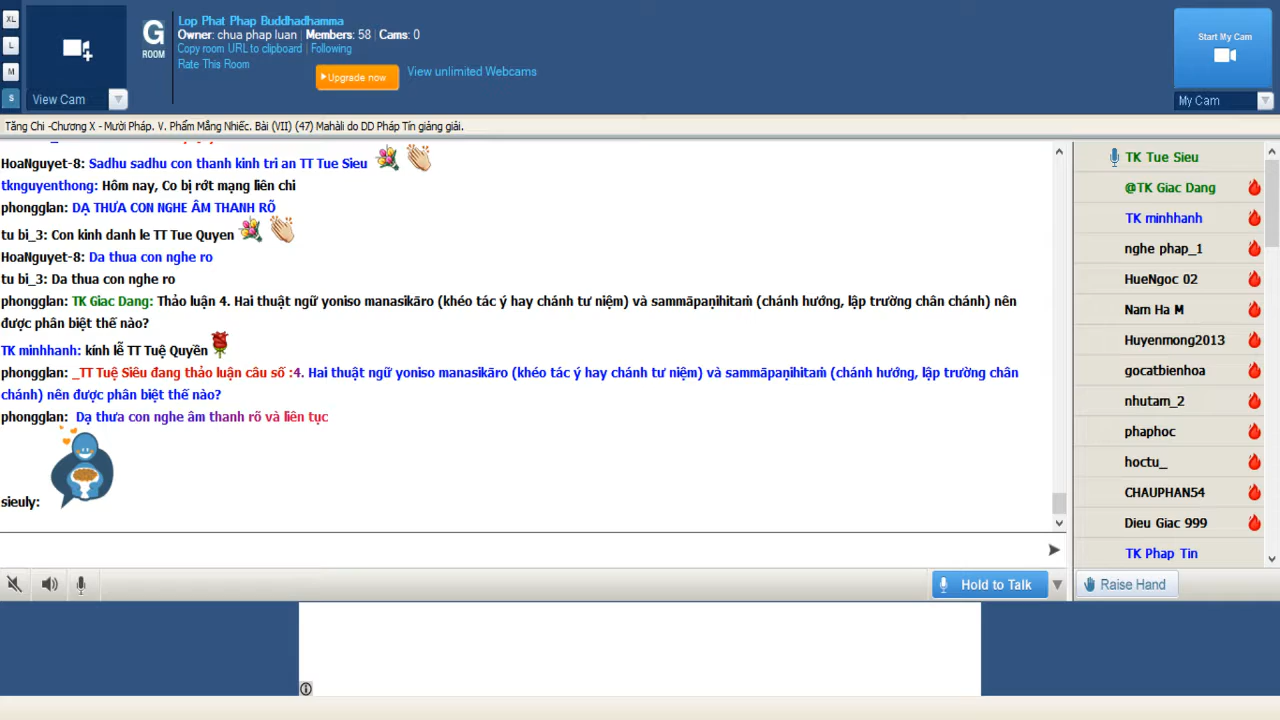 XL
L
M
S
View Cam
G
ROOM
Lop Phat Phap Buddhadhamma
Owner: chua phap luan | Members: 58 | Cams: 0
Copy room URL to clipboard | Following
Rate This Room
Upgrade now
View unlimited Webcams
Start My Cam
My Cam
Tăng Chi -Chương X - Mười Pháp. V. Phẩm Mắng Nhiếc. Bài (VII) (47) Mahàli do DD Pháp Tín giảng giải.
HoaNguyet-8: Sadhu sadhu con thanh kinh tri an TT Tue Sieu
tknguyenthong: Hôm nay, Co bị rớt mạng liên chi
phongglan: DẠ THƯA CON NGHE ÂM THANH RÕ
tu bi_3: Con kinh danh le TT Tue Quyen
HoaNguyet-8: Da thua con nghe ro
tu bi_3: Da thua con nghe ro
phongglan: TK Giac Dang: Thảo luận 4. Hai thuật ngữ yoniso manasikāro (khéo tác ý hay chánh tư niệm) và sammāpaṇihitaṁ (chánh hướng, lập trường chân chánh) nên
được phân biệt thế nào?
TK minhhanh: kính lễ TT Tuệ Quyền
phongglan: _TT Tuệ Siêu đang thảo luận câu số :4. Hai thuật ngữ yoniso manasikāro (khéo tác ý hay chánh tư niệm) và sammāpaṇihitaṁ (chánh hướng, lập trường chân
chánh) nên được phân biệt thế nào?
phongglan: Dạ thưa con nghe âm thanh rõ và liên tục
sieuly:
TK Tue Sieu
@TK Giac Dang
TK minhhanh
nghe phap_1
HueNgoc 02
Nam Ha M
Huyenmong2013
gocatbienhoa
nhutam_2
phaphoc
hoctu_
CHAUPHAN54
Dieu Giac 999
TK Phap Tin
Hold to Talk
Raise Hand